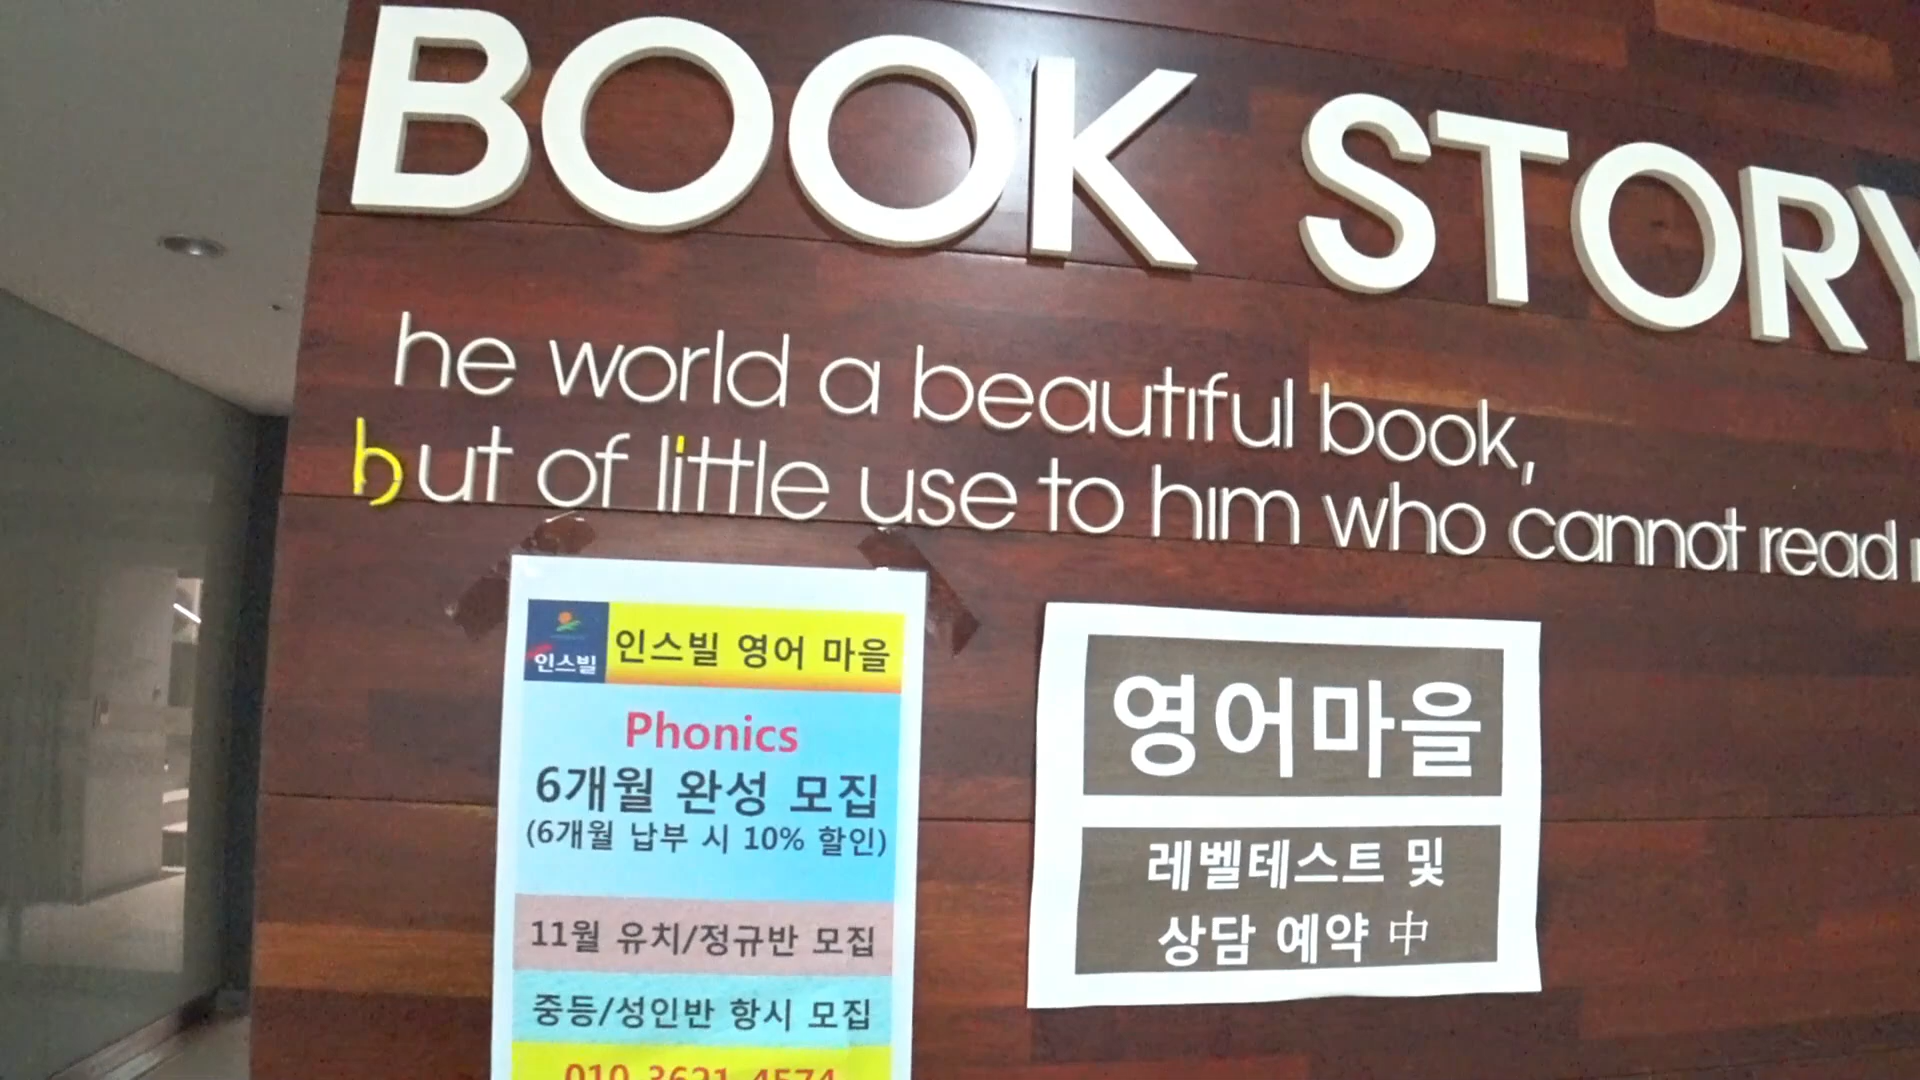 BOOK STORY
he world a beautiful book,
but of little use to him who cannot read
인스빌
인스빌 영어 마을
Phonics
6개월 완성 모집
(6개월 납부 시 10% 할인)
11월 유치/정규반 모집
중등/성인반 항시 모집
010-3621-4574
영어마을
레벨테스트 및
상담 예약 中